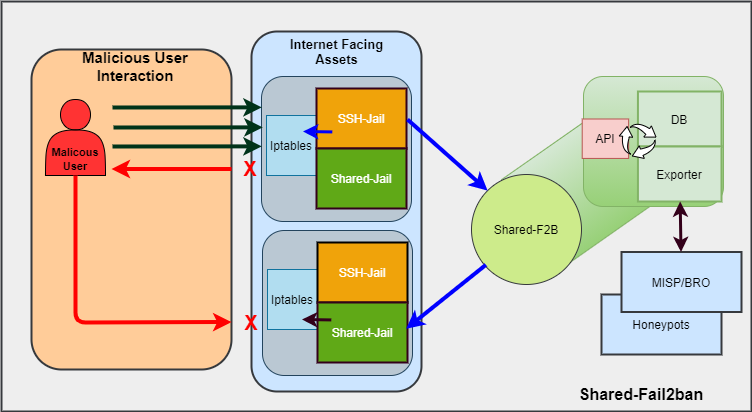 Malicious User
Interaction
Malicous
User
X
X
Internet Facing
Assets
Iptables
SSH-Jail
Shared-Jail
Iptables
SSH-Jail
Shared-Jail
Shared-F2B
API
DB
Exporter
MISP/BRO
Honeypots
Shared-Fail2ban